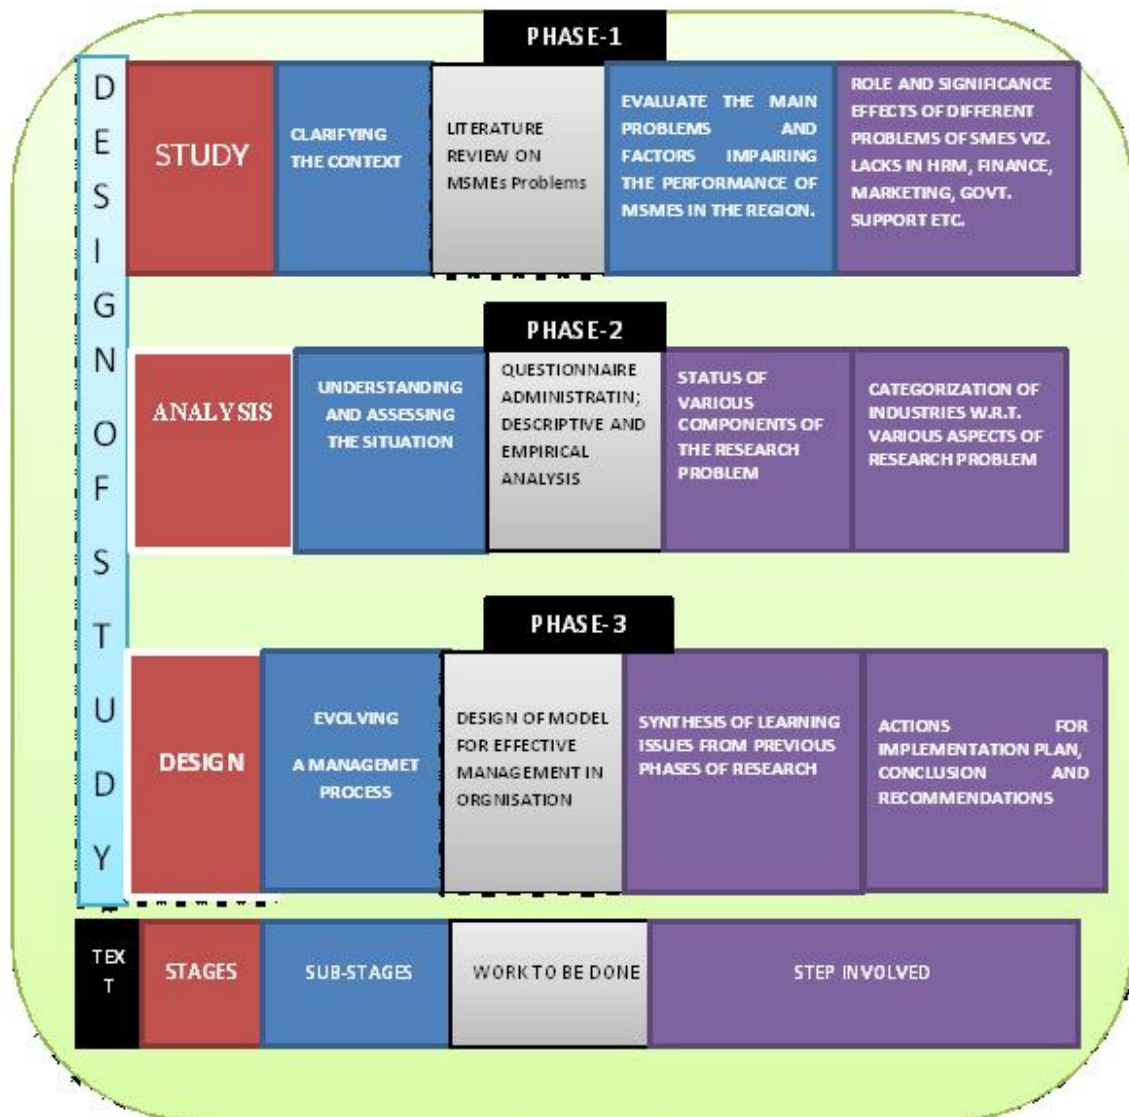 DESIGN OF STUDY
PHASE-1
STUDY
CLARIFYING
THE CONTEXT
LITERATURE
REVIEW ON
MSMEs Problems
EVALUATE THE MAIN
PROBLEMS AND
FACTORS IMPAIRING
THE PERFORMANCE OF
MSMES IN THE REGION.
ROLE AND SIGNIFICANCE
EFFECTS OF DIFFERENT
PROBLEMS OF SMES VIZ.
LACKS IN HRM, FINANCE,
MARKETING, GOVT.
SUPPORT ETC.
PHASE-2
ANALYSIS
UNDERSTANDING
AND ASSESSING
THE SITUATION
QUESTIONNAIRE
ADMINISTRATIN;
DESCRIPTIVE AND
EMPIRICAL
ANALYSIS
STATUS OF
VARIOUS
COMPONENTS OF
THE RESEARCH
PROBLEM
CATEGORIZATION OF
INDUSTRIES W.R.T.
VARIOUS ASPECTS OF
RESEARCH PROBLEM
PHASE-3
DESIGN
EVOLVING
A MANAGEMET
PROCESS
DESIGN OF MODEL
FOR EFFECTIVE
MANAGEMENT IN
ORGNISATION
SYNTHESIS OF LEARNING
ISSUES FROM PREVIOUS
PHASES OF RESEARCH
ACTIONS FOR
IMPLEMENTATION PLAN,
CONCLUSION AND
RECOMMENDATIONS
TEX
T
STAGES
SUB-STAGES
WORK TO BE DONE
STEP INVOLVED